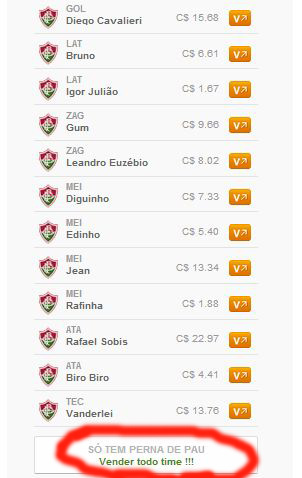 GOL
Diego Cavalieri C$ 15.68 V
LAT
Bruno C$ 6.61 V
LAT
Igor Julião C$ 1.67 V
ZAG
Gum C$ 9.66 V
ZAG
Leandro Euzébio C$ 8.02 V
MEI
Diguinho C$ 7.33 V
MEI
Edinho C$ 5.40 V
MEI
Jean C$ 13.34 V
MEI
Rafinha C$ 1.88 V
ATA
Rafael Sobis C$ 22.97 V
ATA
Biro Biro C$ 4.41 V
TEC
Vanderlei C$ 13.76 V
SÓ TEM PERNA DE PAU
Vender todo time !!!